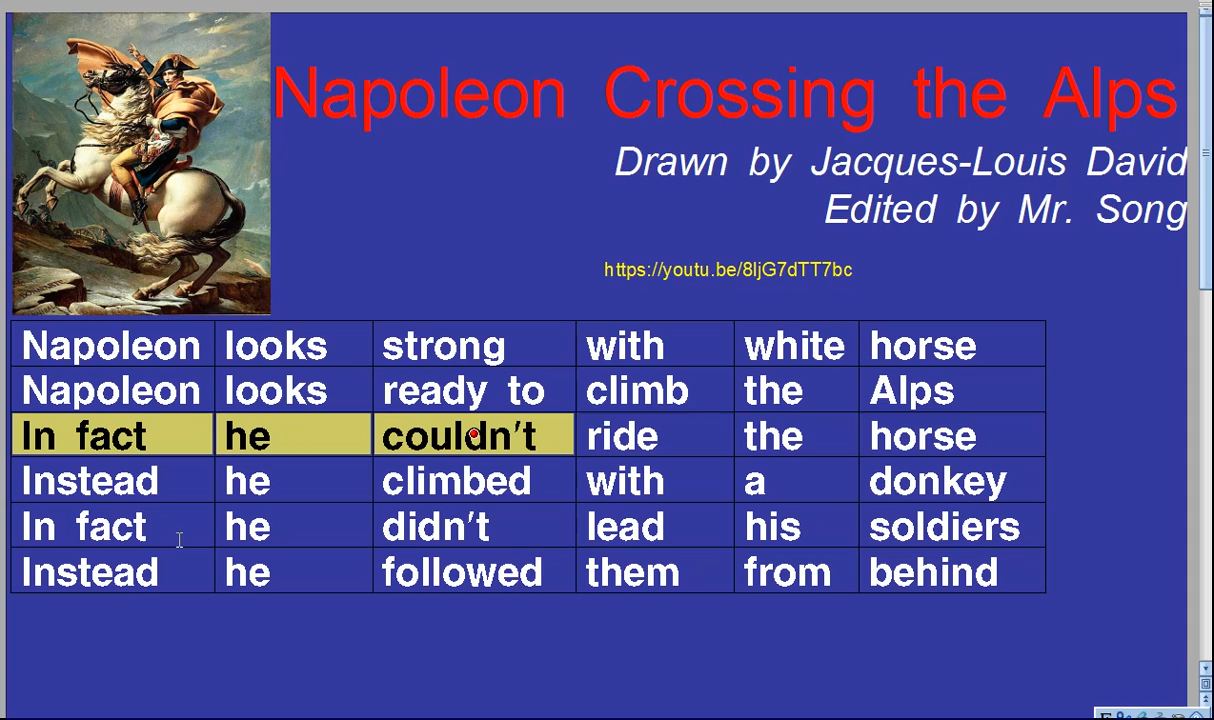 Napoleon Crossing the Alps
Drawn by Jacques-Louis David
Edited by Mr. Song
https://youtu.be/8ljG7dTT7bc
Napoleon looks strong with white horse
Napoleon looks ready to climb the Alps
In fact he couldn't ride the horse
Instead he climbed with a donkey
In fact he didn't lead his soldiers
Instead he followed them from behind